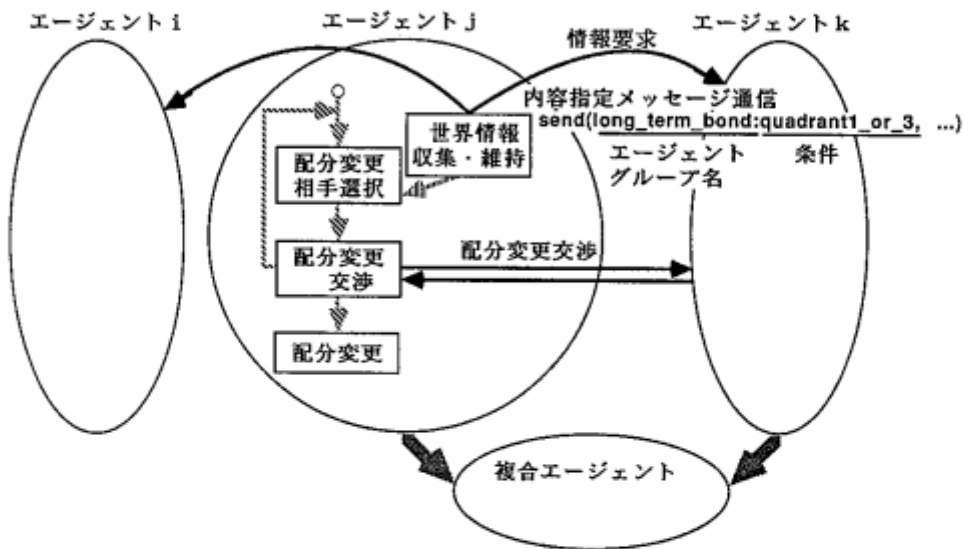 エージェントi
エージェントj
エージェントk
情報要求
内容指定メッセージ通信
send(long_term_bond:quadrant1_or_3, ...)
エージェント
グループ名
条件
世界情報
収集・維持
配分変更
相手選択
配分変更
交渉
配分変更交渉
配分変更
複合エージェント